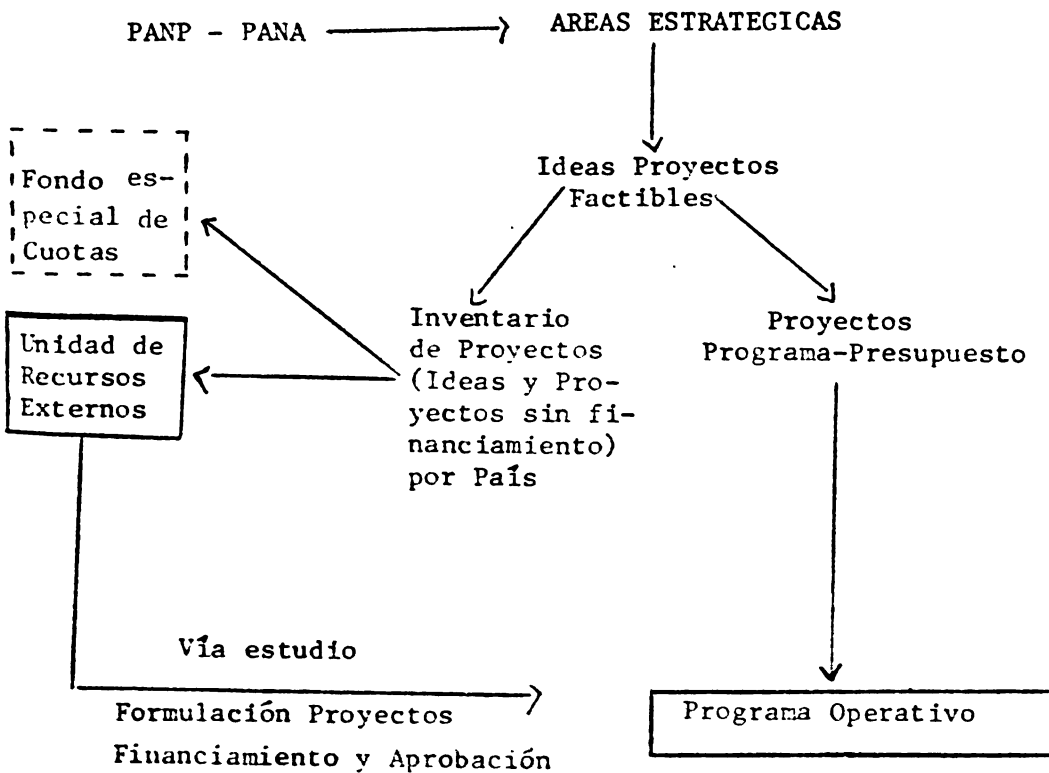 PANP - PANA
AREAS ESTRATEGICAS
Fondo es-
pecial de
Cuotas
Ideas Proyectos
Factibles
Unidad de
Recursos
Externos
Inventario
de Proyectos
(Ideas y Pro-
yectos sin fi-
nanciamiento)
por País
Proyectos
Programa-Presupuesto
Vía estudio
Formulación Proyectos
Financiamiento y Aprobación
Programa Operativo